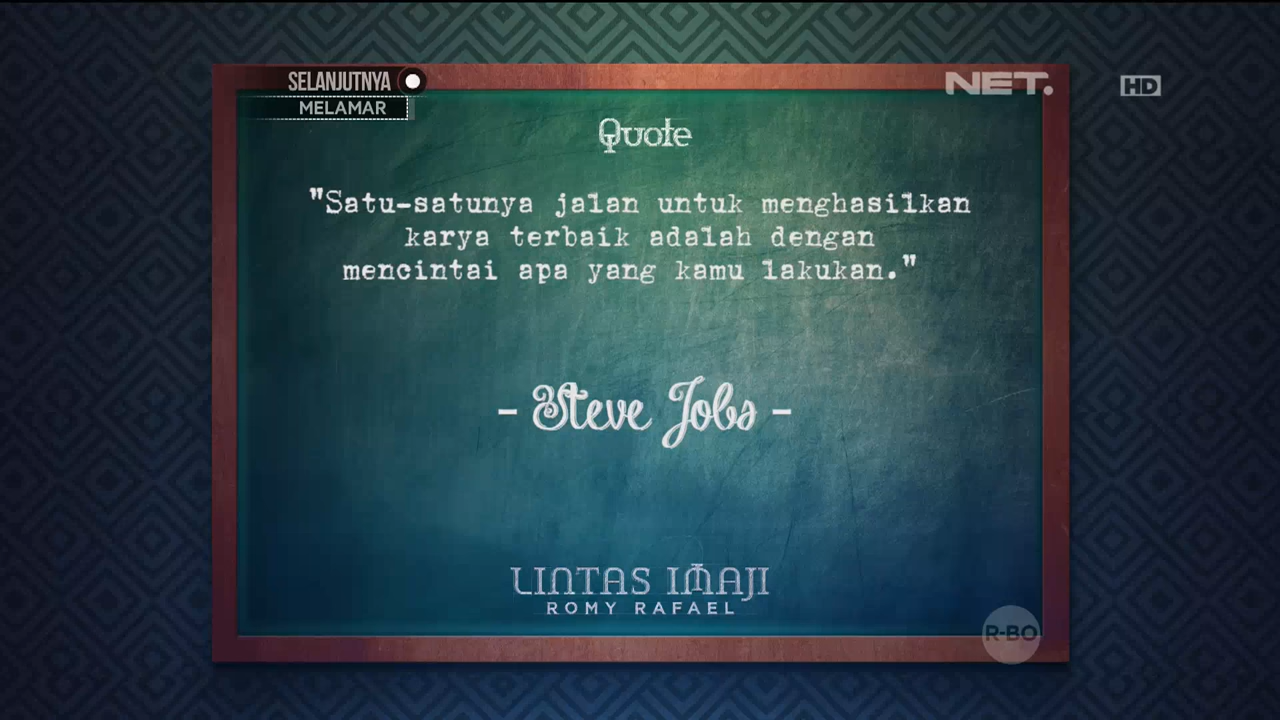 SELANJUTNYA
MELAMAR
NET.
HD
Quote
"Satu-satunya jalan untuk menghasilkan
karya terbaik adalah dengan
mencintai apa yang kamu lakukan."
- Steve Jobs -
LINTAS IMAJI
ROMY RAFAEL
R-BO